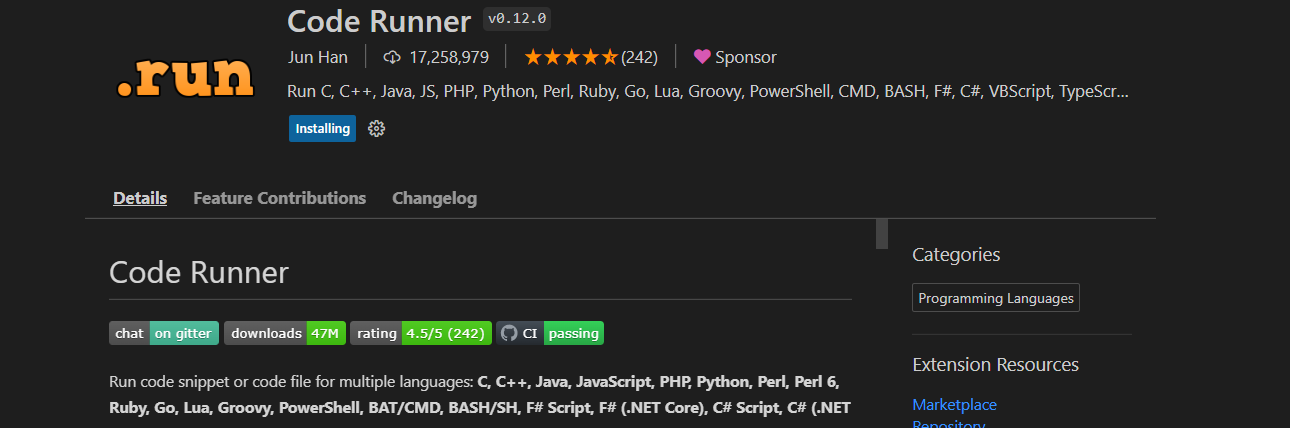 .run
Code Runner v0.12.0
Jun Han 17,258,979 (242) Sponsor
Run C, C++, Java, JS, PHP, Python, Perl, Ruby, Go, Lua, Groovy, PowerShell, CMD, BASH, F#, C#, VBScript, TypeScr...
Installing
Details Feature Contributions Changelog
Code Runner
chat on gitter downloads 47M rating 4.5/5 (242) CI passing
Run code snippet or code file for multiple languages: C, C++, Java, JavaScript, PHP, Python, Perl, Perl 6,
Ruby, Go, Lua, Groovy, PowerShell, BAT/CMD, BASH/SH, F# Script, F# (.NET Core), C# Script, C# (.NET
Categories
Programming Languages
Extension Resources
Marketplace
Repository